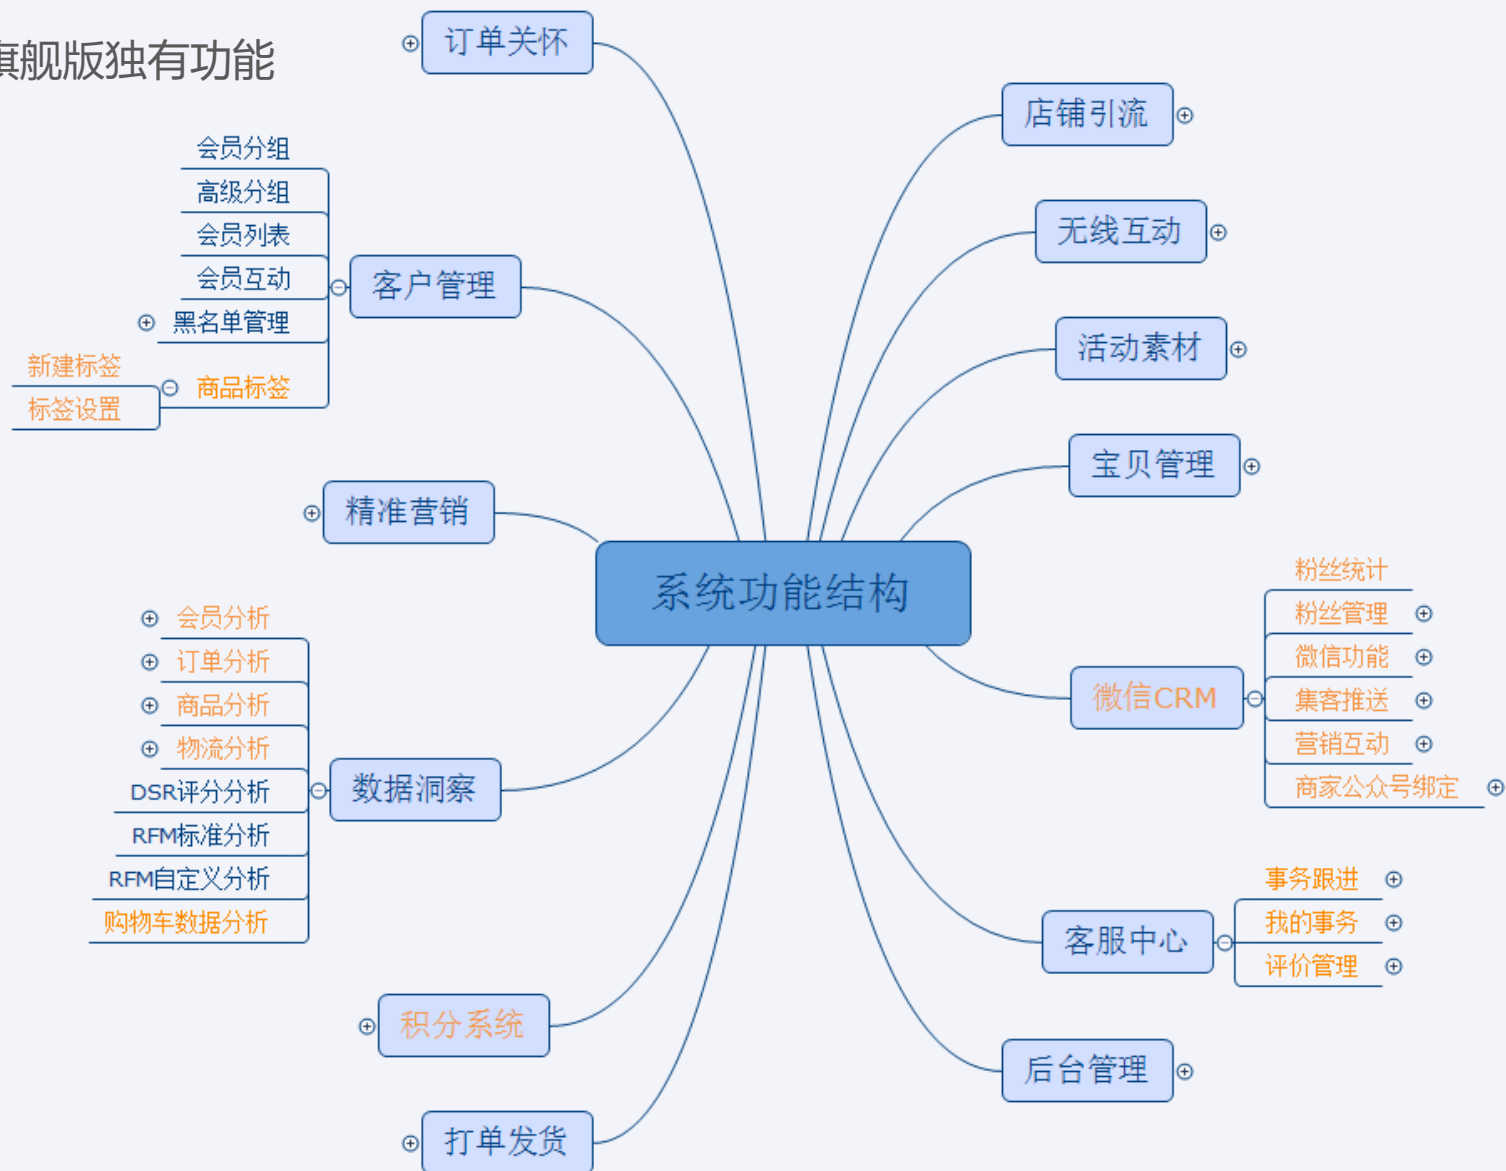 旗舰版独有功能
订单关怀
会员分组
高级分组
会员列表
会员互动
黑名单管理
商品标签
新建标签
标签设置
客户管理
精准营销
会员分析
订单分析
商品分析
物流分析
DSR评分分析
RFM标准分析
RFM自定义分析
购物车数据分析
数据洞察
积分系统
打单发货
系统功能结构
店铺引流
无线互动
活动素材
宝贝管理
微信CRM
粉丝统计
粉丝管理
微信功能
集客推送
营销互动
商家公众号绑定
客服中心
事务跟进
我的事务
评价管理
后台管理